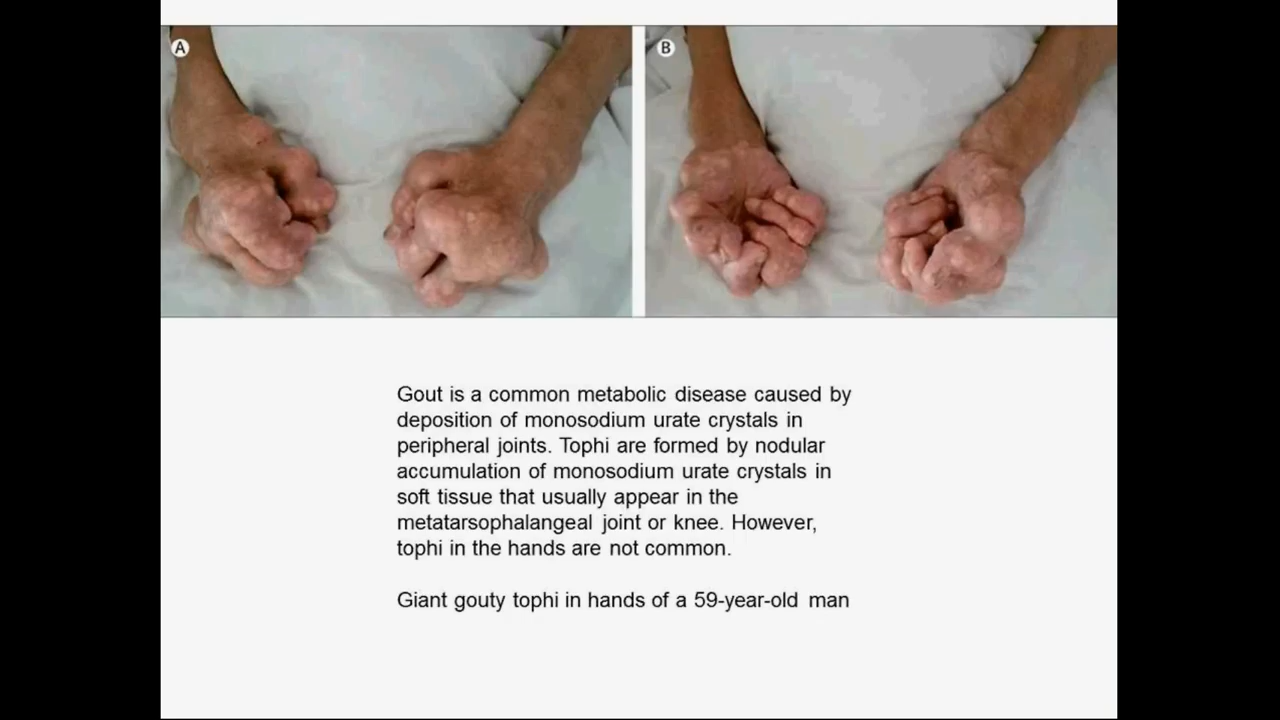 A
B
Gout is a common metabolic disease caused by
deposition of monosodium urate crystals in
peripheral joints. Tophi are formed by nodular
accumulation of monosodium urate crystals in
soft tissue that usually appear in the
metatarsophalangeal joint or knee. However,
tophi in the hands are not common.
Giant gouty tophi in hands of a 59-year-old man